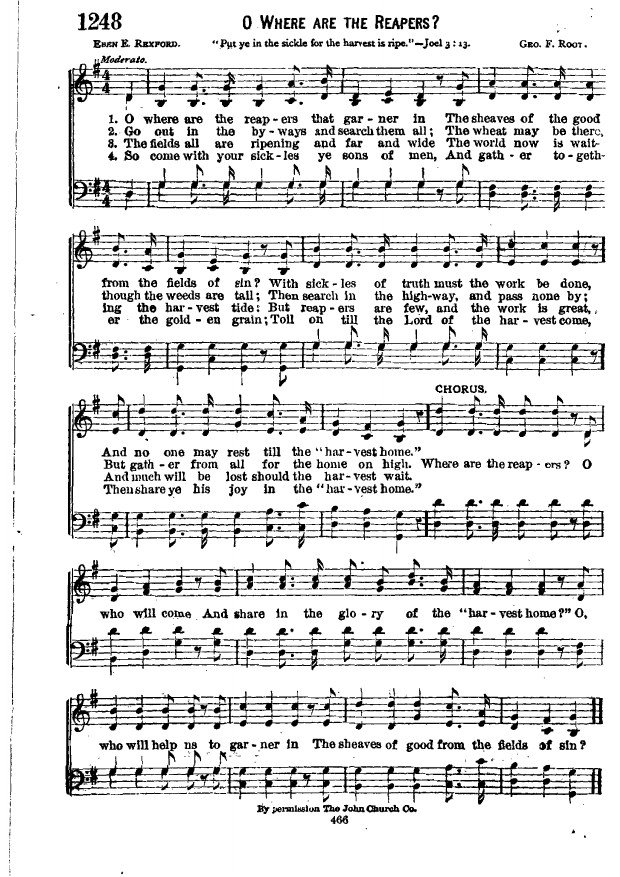 1248 O WHERE ARE THE REAPERS?
EBEN E. REXFORD. "Put ye in the sickle for the harvest is ripe."—Joel 3 : 13. GEO. F. ROOT.
Moderato.
1. O where are the reap - ers that gar - ner in The sheaves of the good
2. Go out in the by - ways and search them all; The wheat may be there,
3. The fields all are ripening and far and wide The world now is wait-
4. So come with your sick - les ye sons of men, And gath - er to - geth-
from the fields of sin? With sick - les of truth must the work be done,
though the weeds are tall; Then search in the high-way, and pass none by;
ing the har - vest tide: But reap - ers are few, and the work is great,
er the gold - en grain; Toil on till the Lord of the har - vest come,
CHORUS.
And no one may rest till the "har - vest home."
But gath - er from all for the home on high. Where are the reap - ers? O
And much will be lost should the har - vest wait.
Then share ye his joy in the "har - vest home."
who will come And share in the glo - ry of the "har - vest home?" O,
who will help us to gar - ner in The sheaves of good from the fields of sin?
By permission The John Church Co.
466